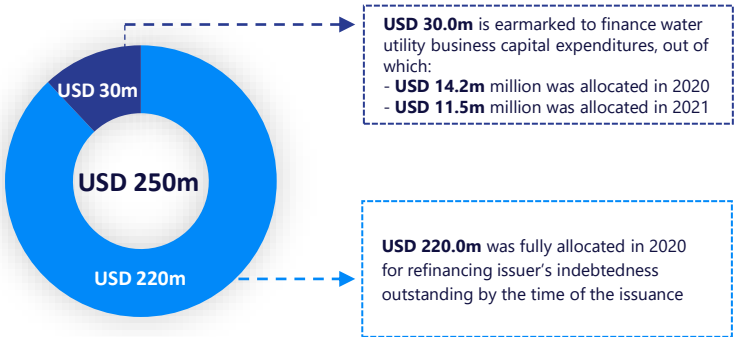 USD 30m
USD 250m
USD 220m
USD 30.0m is earmarked to finance water
utility business capital expenditures, out of
which:
- USD 14.2m million was allocated in 2020
- USD 11.5m million was allocated in 2021
USD 220.0m was fully allocated in 2020
for refinancing issuer’s indebtedness
outstanding by the time of the issuance